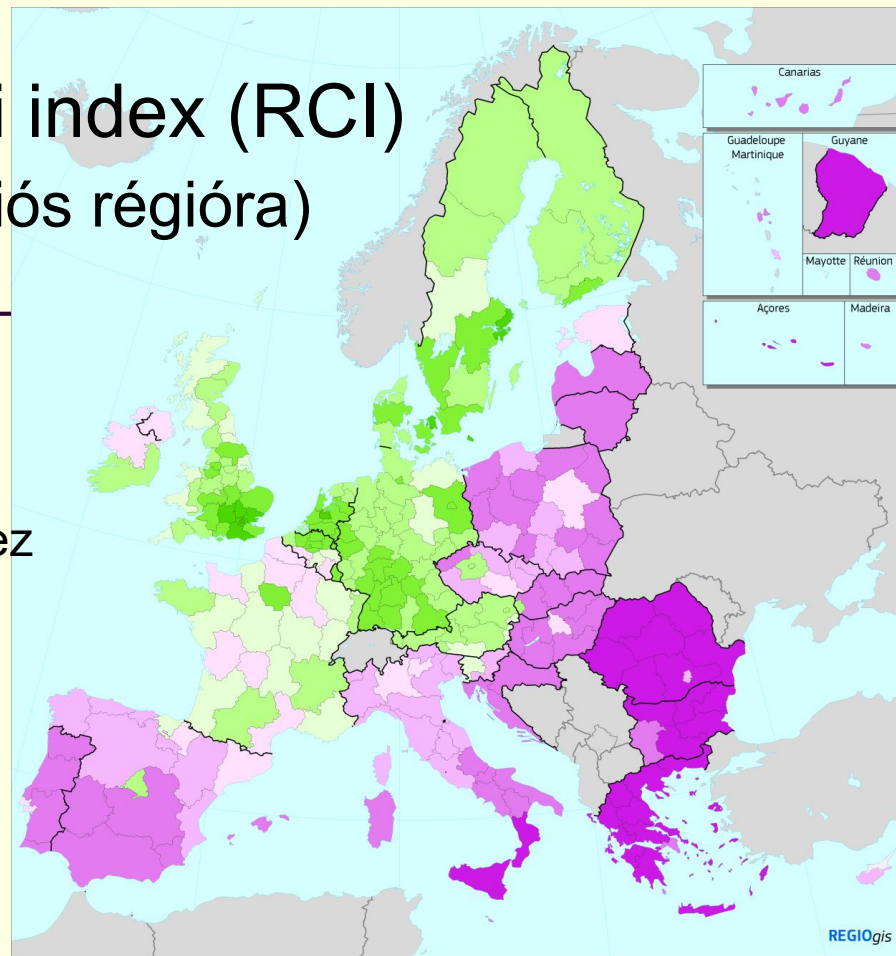 i index (RCI)
iós régióra)
ez
Canarias
Guadeloupe
Martinique
Guyane
Mayotte
Réunion
Açores
Madeira
REGIOgis